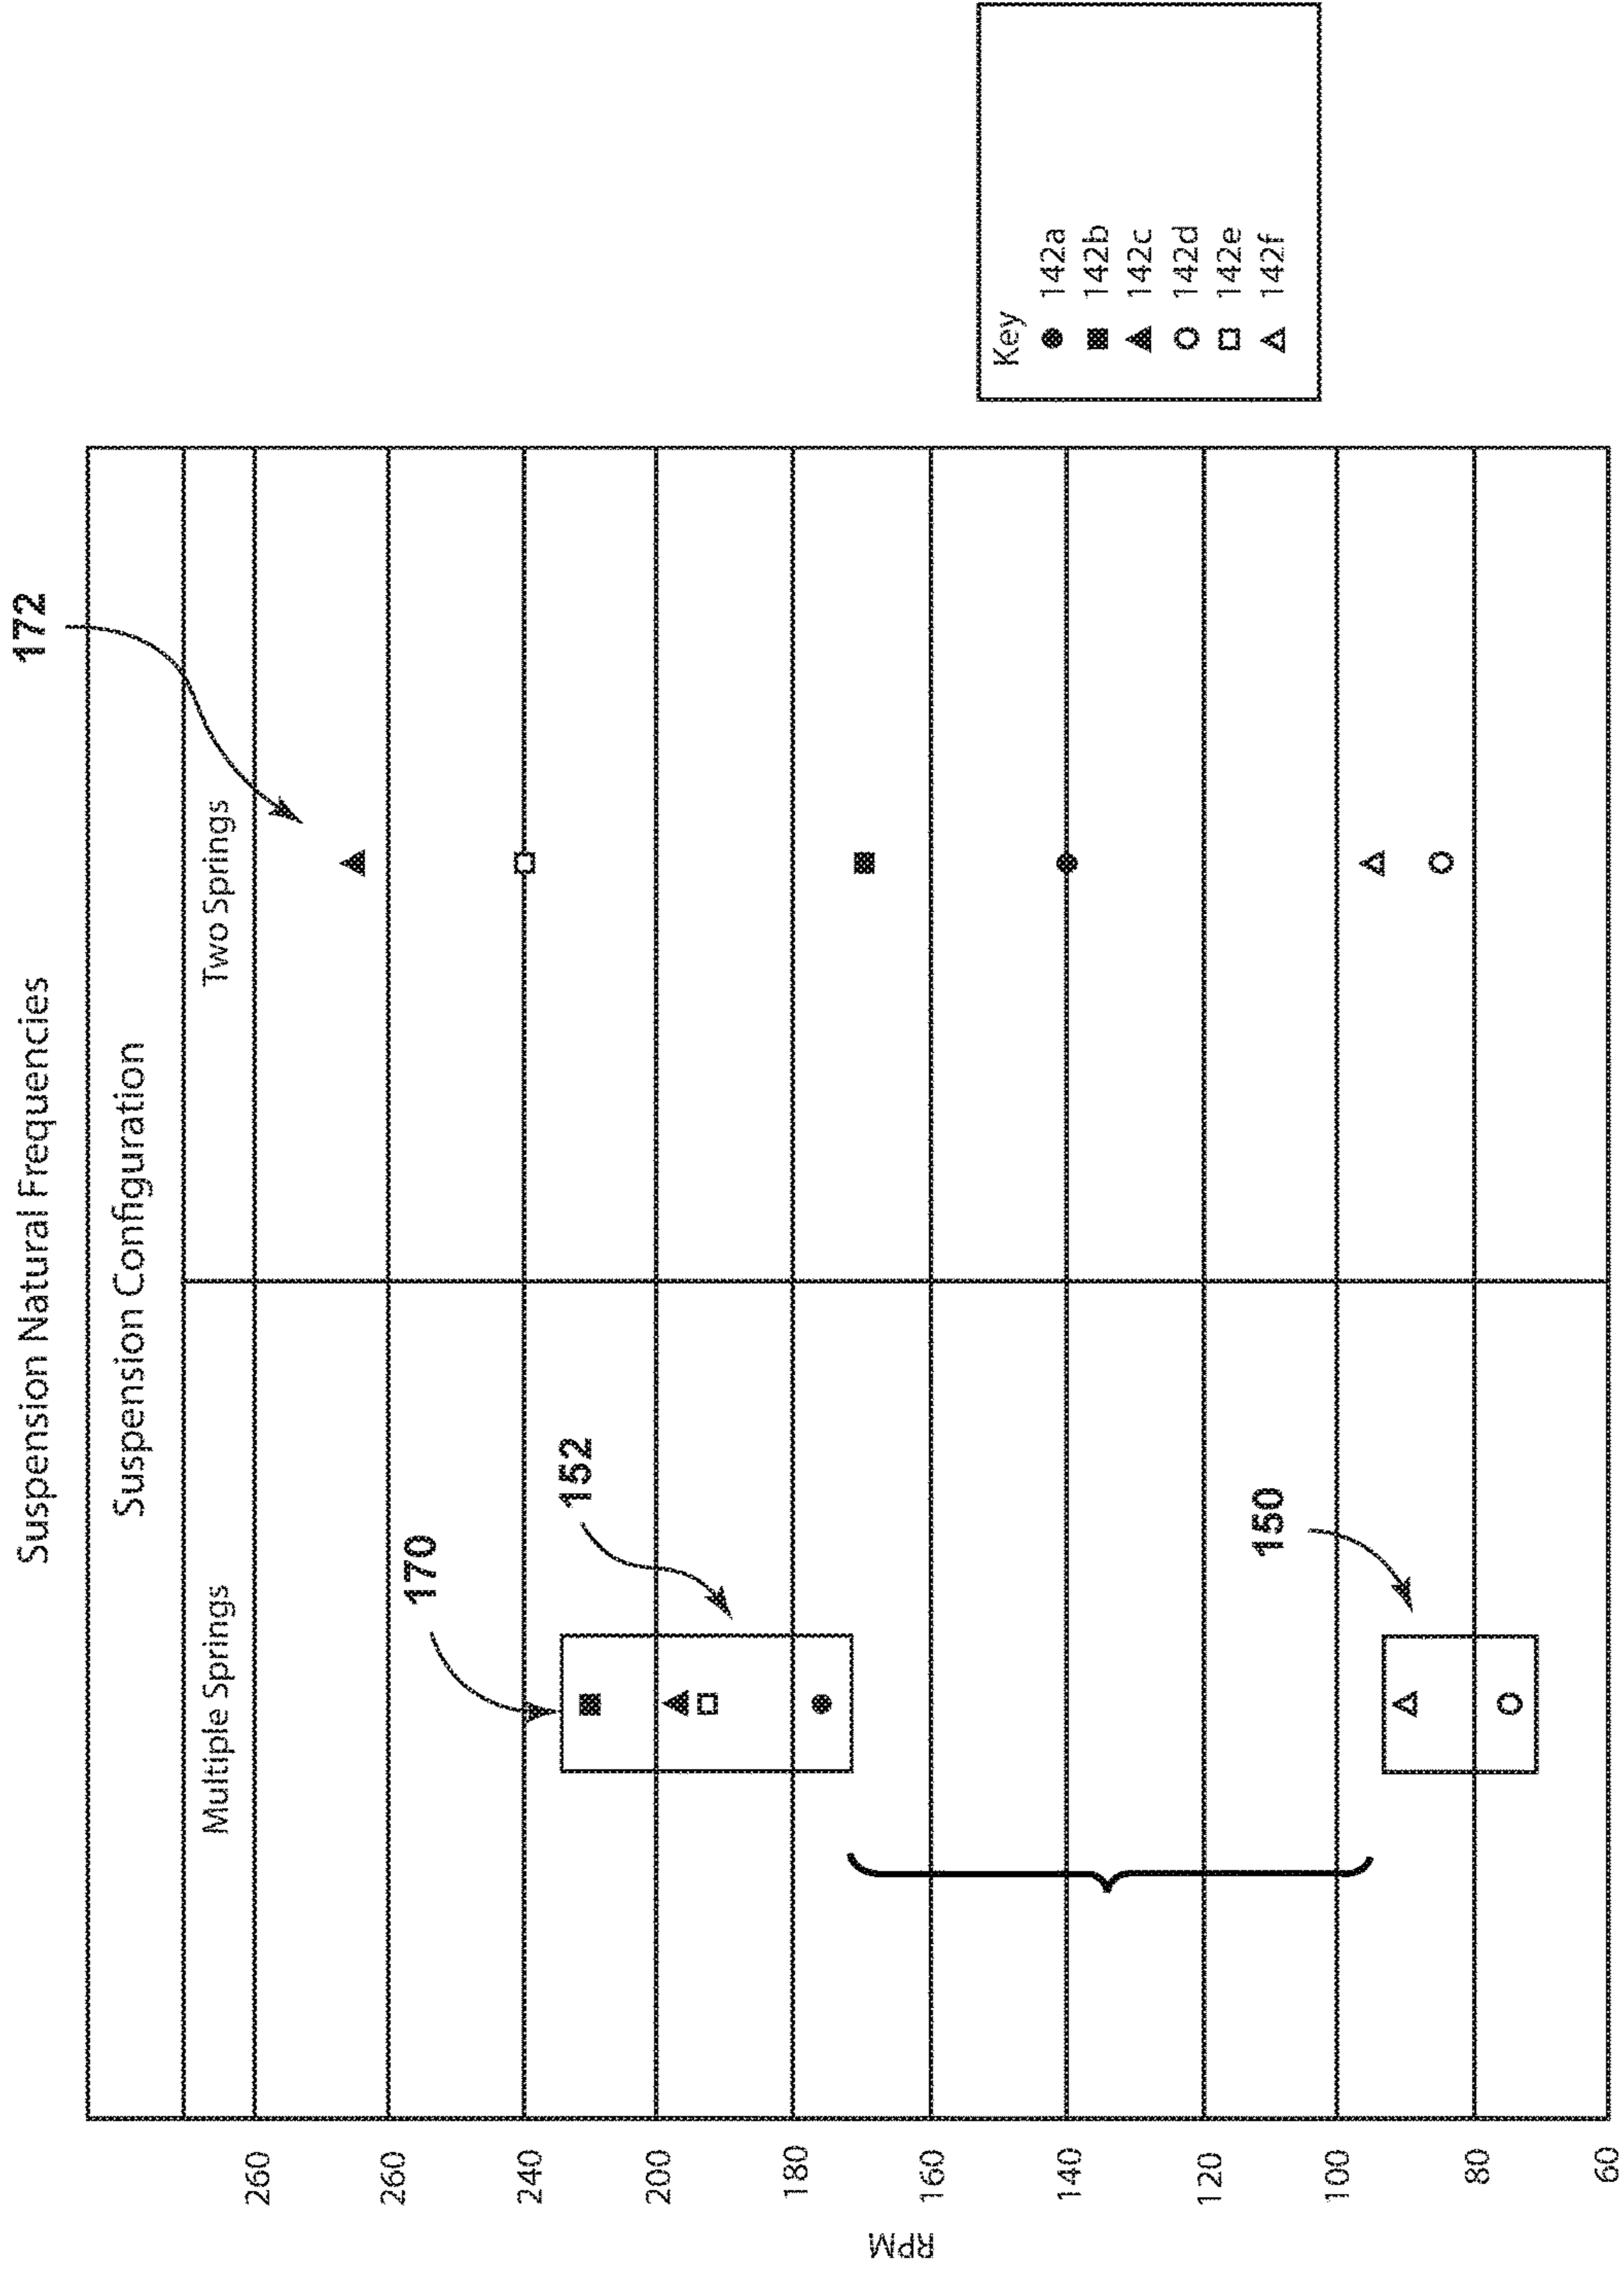 Suspension Natural Frequencies
172
Suspension Configuration
Multiple Springs
Two Springs
260
260
240
200
180
160
140
120
100
80
60
RPM
170
152
150
Key
142a
142b
142c
142d
142e
142f